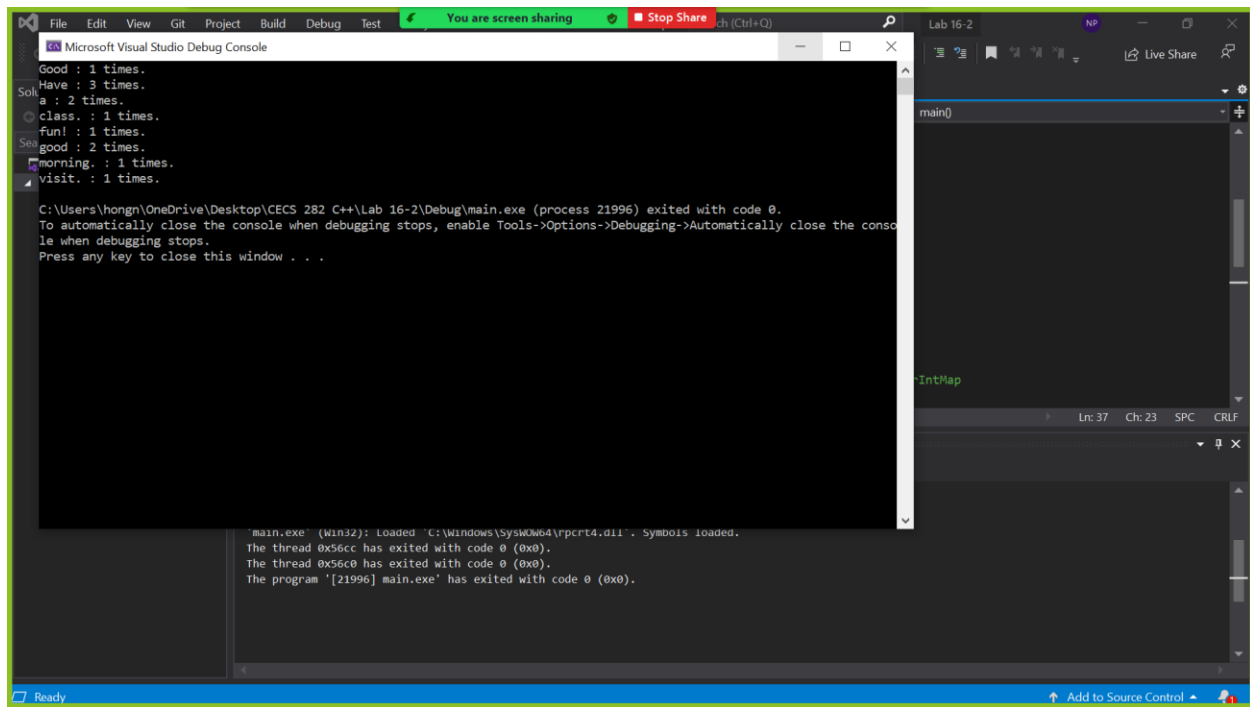 File Edit View Git Project Build Debug Test
You are screen sharing
Stop Share
ch (Ctrl+Q)
Lab 16-2
NP
Microsoft Visual Studio Debug Console
Live Share
Good : 1 times.
Have : 3 times.
a : 2 times.
class. : 1 times.
fun! : 1 times.
good : 2 times.
morning. : 1 times.
visit. : 1 times.
C:\Users\hongn\OneDrive\Desktop\CECS 282 C++\Lab 16-2\Debug\main.exe (process 21996) exited with code 0.
To automatically close the console when debugging stops, enable Tools->Options->Debugging->Automatically close the conso
le when debugging stops.
Press any key to close this window . . .
Solu
Sea
main()
rIntMap
Ln: 37 Ch: 23 SPC CRLF
'main.exe' (Win32): Loaded 'C:\Windows\SysWOW64\rpcrt4.dll'. Symbols loaded.
The thread 0x56cc has exited with code 0 (0x0).
The thread 0x56c0 has exited with code 0 (0x0).
The program '[21996] main.exe' has exited with code 0 (0x0).
Ready
Add to Source Control
1